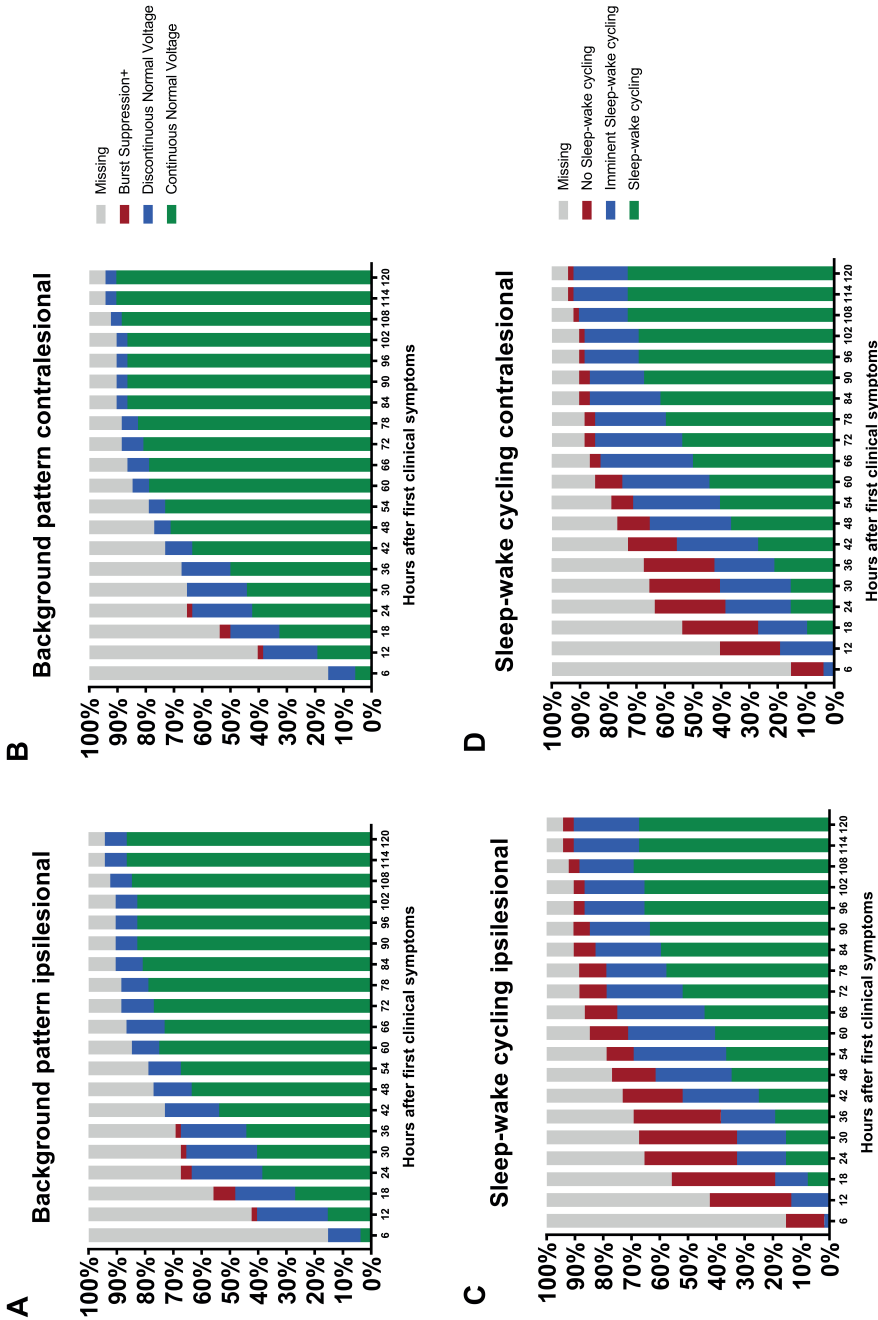 A
Background pattern ipsilesional
100%
90%
80%
70%
60%
50%
40%
30%
20%
10%
0%
6 12 18 24 30 36 42 48 54 60 66 72 78 84 90 96 102 108 114 120
Hours after first clinical symptoms
B
Background pattern contralesional
100%
90%
80%
70%
60%
50%
40%
30%
20%
10%
0%
6 12 18 24 30 36 42 48 54 60 66 72 78 84 90 96 102 108 114 120
Hours after first clinical symptoms
Missing
Burst Suppression+
Discontinuous Normal Voltage
Continuous Normal Voltage
C
Sleep-wake cycling ipsilesional
100%
90%
80%
70%
60%
50%
40%
30%
20%
10%
0%
6 12 18 24 30 36 42 48 54 60 66 72 78 84 90 96 102 108 114 120
Hours after first clinical symptoms
D
Sleep-wake cycling contralesional
100%
90%
80%
70%
60%
50%
40%
30%
20%
10%
0%
6 12 18 24 30 36 42 48 54 60 66 72 78 84 90 96 102 108 114 120
Hours after first clinical symptoms
Missing
No Sleep-wake cycling
Imminent Sleep-wake cycling
Sleep-wake cycling